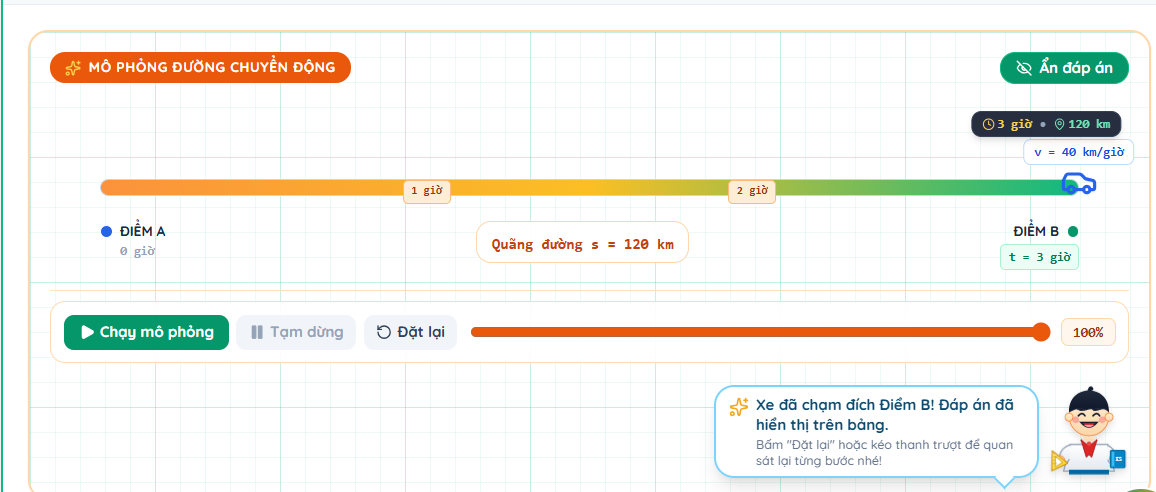 MÔ PHỎNG ĐƯỜNG CHUYỂN ĐỘNG
Ẩn đáp án
3 giờ • 120 km
v = 40 km/giờ
1 giờ
2 giờ
ĐIỂM A
0 giờ
Quãng đường s = 120 km
ĐIỂM B
t = 3 giờ
Chạy mô phỏng
Tạm dừng
Đặt lại
100%
Xe đã chạm đích Điểm B! Đáp án đã
hiển thị trên bảng.
Bấm "Đặt lại" hoặc kéo thanh trượt để quan
sát lại từng bước nhé!